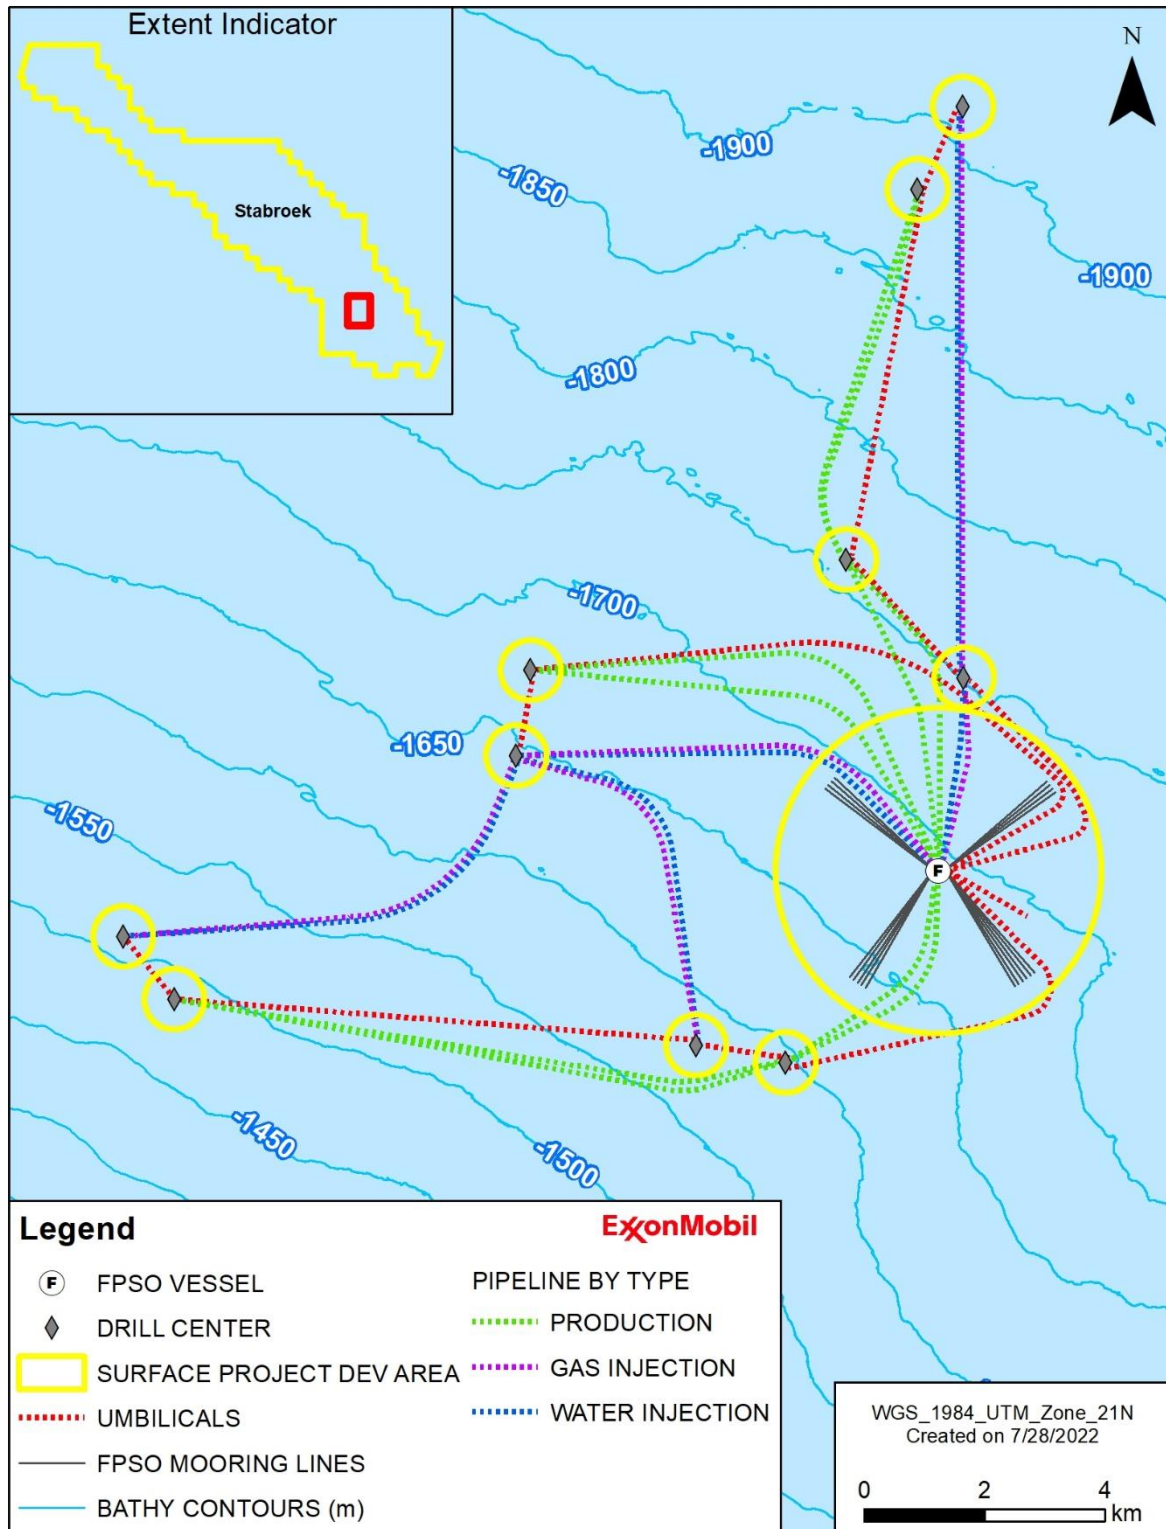 Extent Indicator
Stabroek
N
-1900
-1850
-1900
-1800
-1700
-1650
-1550
F
-1450
-1500
Legend
ExxonMobil
F FPSO VESSEL
DRILL CENTER
SURFACE PROJECT DEV AREA
UMBILICALS
FPSO MOORING LINES
BATHY CONTOURS (m)
PIPELINE BY TYPE
PRODUCTION
GAS INJECTION
WATER INJECTION
WGS_1984_UTM_Zone_21N
Created on 7/28/2022
0 2 4
km